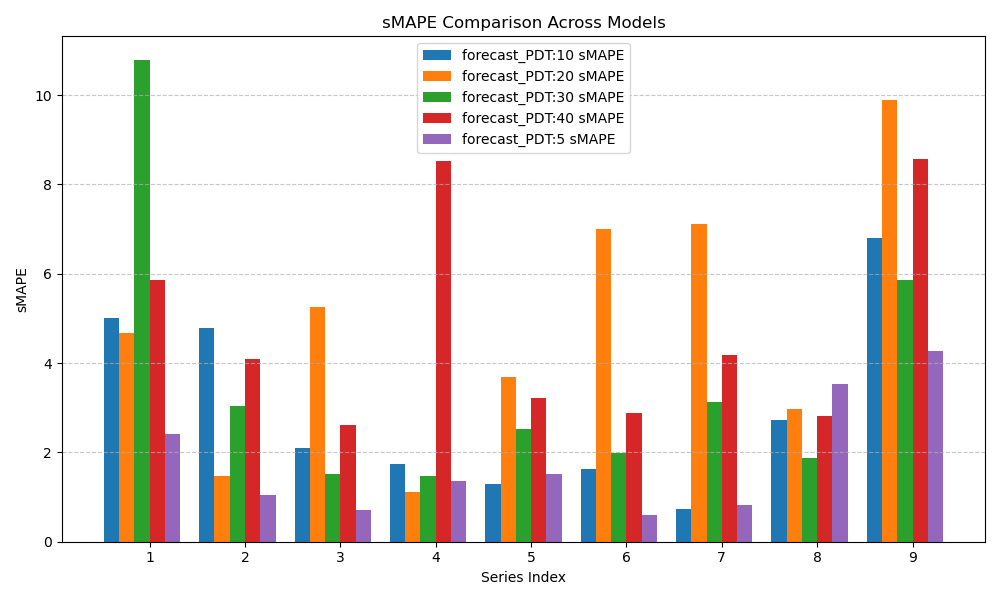 sMAPE Comparison Across Models
forecast_PDT:10 sMAPE
forecast_PDT:20 sMAPE
forecast_PDT:30 sMAPE
forecast_PDT:40 sMAPE
forecast_PDT:5 sMAPE
sMAPE
10
8
6
4
2
0
1 2 3 4 5 6 7 8 9
Series Index